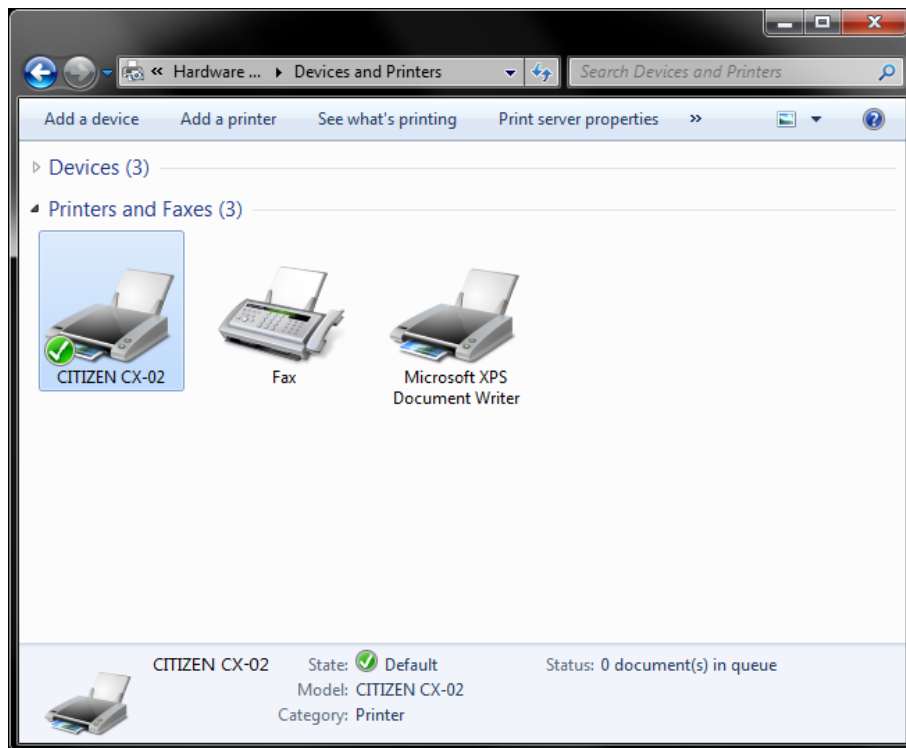 « Hardware ... ▸ Devices and Printers Search Devices and Printers
Add a device Add a printer See what's printing Print server properties »
Devices (3)
Printers and Faxes (3)
CITIZEN CX-02 Fax Microsoft XPS
Document Writer
CITIZEN CX-02 State: Default Status: 0 document(s) in queue
Model: CITIZEN CX-02
Category: Printer